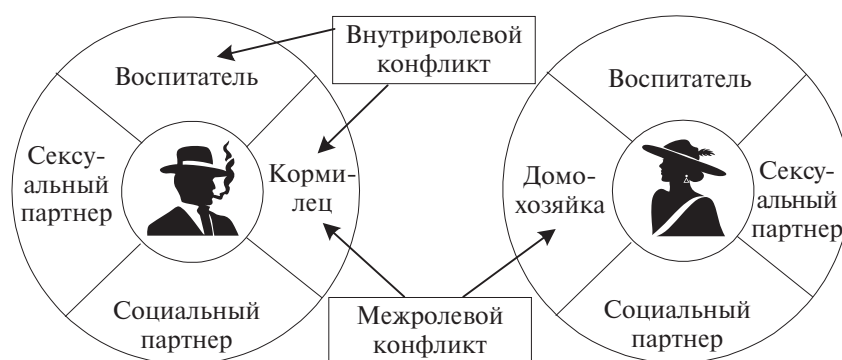 Внутриролевой
конфликт
Воспитатель
Воспитатель
Сексу-
альный
партнер
Корми-
лец
Домо-
хозяйка
Сексу-
альный
партнер
Социальный
партнер
Межролевой
конфликт
Социальный
партнер